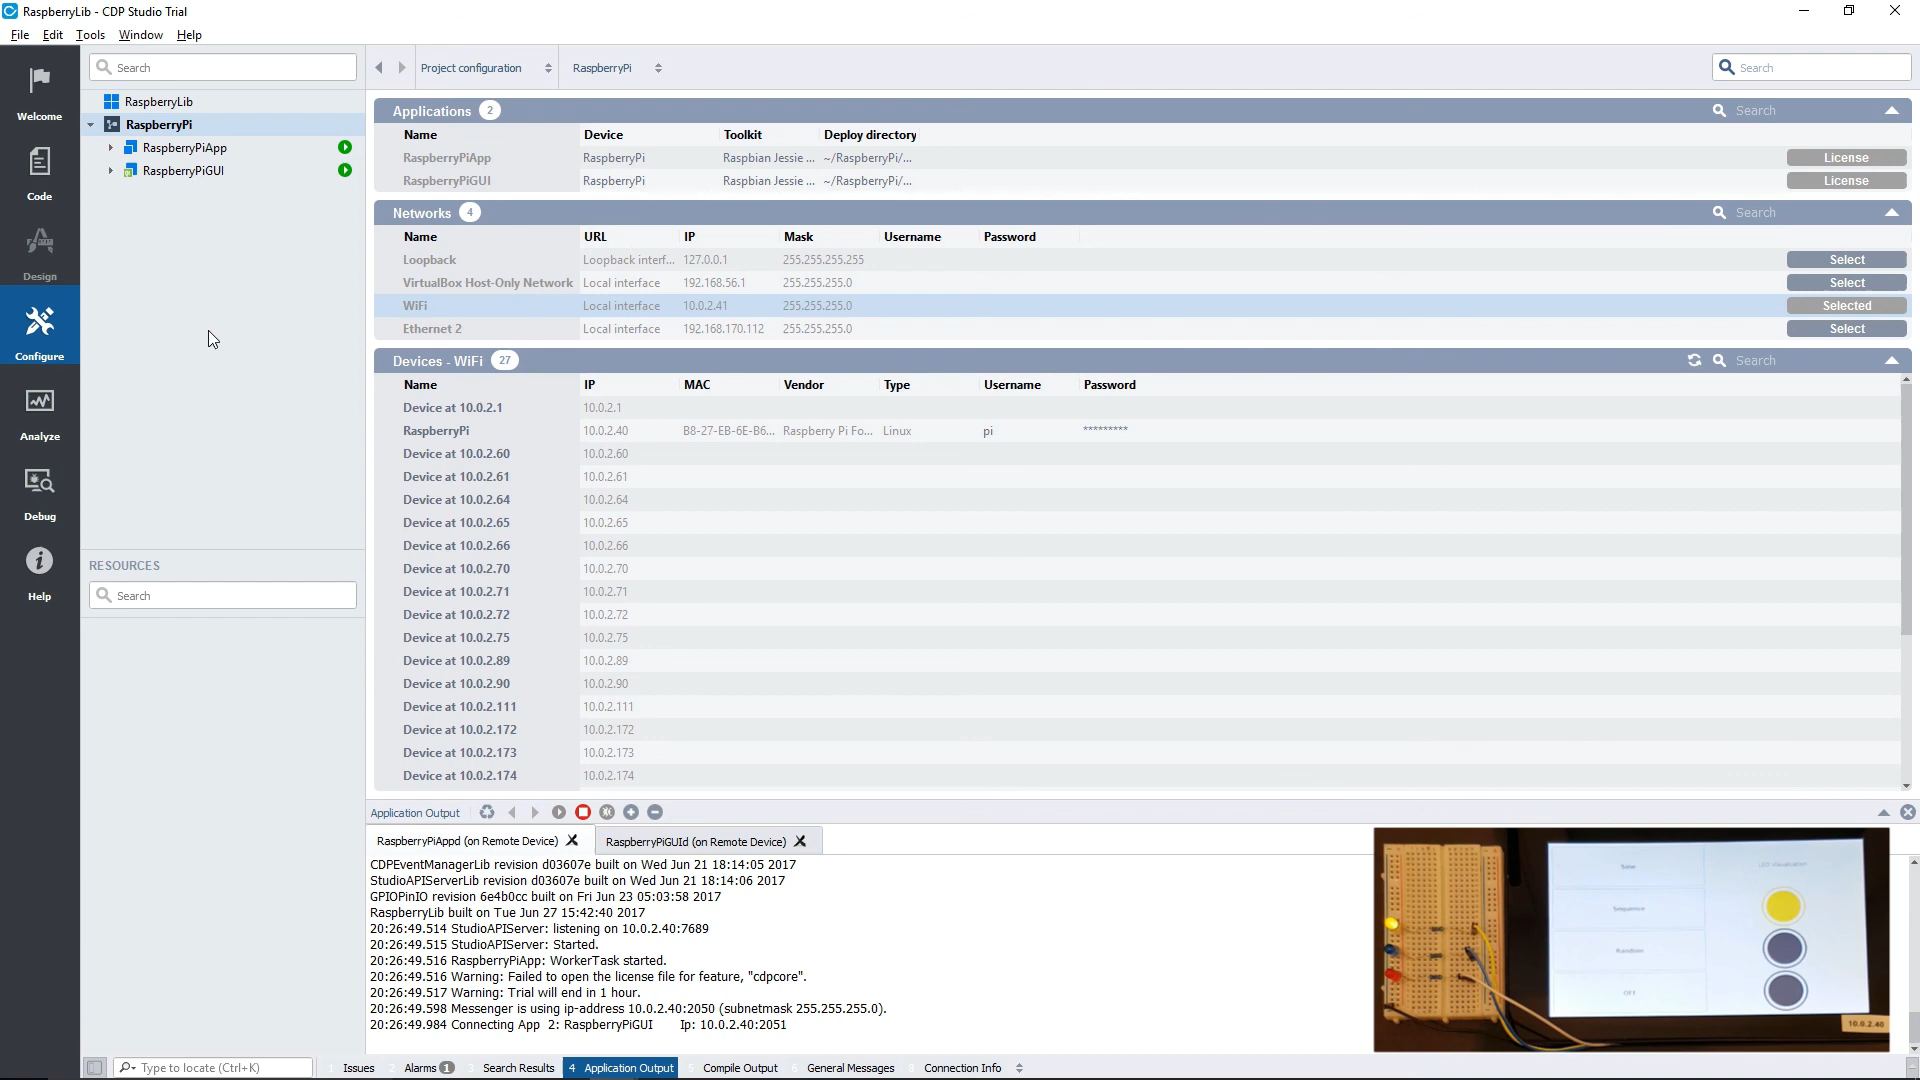 RaspberryLib - CDP Studio Trial
File Edit Tools Window Help
Search
Project configuration RaspberryPi Search
Welcome
Code
Design
Configure
Analyze
Debug
Help
RaspberryLib
RaspberryPi
RaspberryPiApp
RaspberryPiGUI
RESOURCES
Search
Applications 2 Search
Name Device Toolkit Deploy directory
RaspberryPiApp RaspberryPi Raspbian Jessie ... ~/RaspberryPi/... License
RaspberryPiGUI RaspberryPi Raspbian Jessie ... ~/RaspberryPi/... License
Networks 4 Search
Name URL IP Mask Username Password
Loopback Loopback interf... 127.0.0.1 255.255.255.255 Select
VirtualBox Host-Only Network Local interface 192.168.56.1 255.255.255.0 Select
WiFi Local interface 10.0.2.41 255.255.255.0 Selected
Ethernet 2 Local interface 192.168.170.112 255.255.255.0 Select
Devices - WiFi 27 Search
Name IP MAC Vendor Type Username Password
Device at 10.0.2.1 10.0.2.1
RaspberryPi 10.0.2.40 B8-27-EB-6E-B6... Raspberry Pi Fo... Linux pi *********
Device at 10.0.2.60 10.0.2.60
Device at 10.0.2.61 10.0.2.61
Device at 10.0.2.64 10.0.2.64
Device at 10.0.2.65 10.0.2.65
Device at 10.0.2.66 10.0.2.66
Device at 10.0.2.70 10.0.2.70
Device at 10.0.2.71 10.0.2.71
Device at 10.0.2.72 10.0.2.72
Device at 10.0.2.75 10.0.2.75
Device at 10.0.2.89 10.0.2.89
Device at 10.0.2.90 10.0.2.90
Device at 10.0.2.111 10.0.2.111
Device at 10.0.2.172 10.0.2.172
Device at 10.0.2.173 10.0.2.173
Device at 10.0.2.174 10.0.2.174
Application Output
RaspberryPiAppd (on Remote Device) RaspberryPiGUId (on Remote Device)
CDPEventManagerLib revision d03607e built on Wed Jun 21 18:14:05 2017
StudioAPIServerLib revision d03607e built on Wed Jun 21 18:14:06 2017
GPIOPinIO revision 6e4b0cc built on Fri Jun 23 05:03:58 2017
RaspberryLib built on Tue Jun 27 15:42:40 2017
20:26:49.514 StudioAPIServer: listening on 10.0.2.40:7689
20:26:49.515 StudioAPIServer: Started.
20:26:49.516 RaspberryPiApp: WorkerTask started.
20:26:49.516 Warning: Failed to open the license file for feature, "cdpcore".
20:26:49.517 Warning: Trial will end in 1 hour.
20:26:49.598 Messenger is using ip-address 10.0.2.40:2050 (subnetmask 255.255.255.0).
20:26:49.984 Connecting App 2: RaspberryPiGUI Ip: 10.0.2.40:2051
LED Visualisation
Sequence
Random
OFF
10.0.2.40
Type to locate (Ctrl+K) 1 Issues 2 Alarms 1 3 Search Results 4 Application Output 5 Compile Output 6 General Messages 8 Connection Info